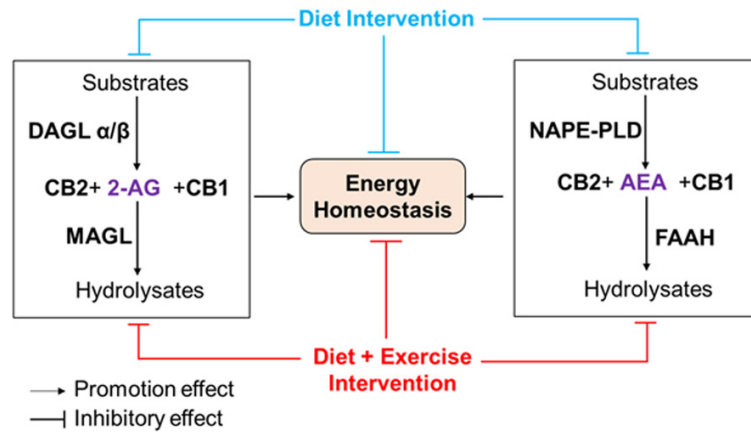 Diet Intervention
Substrates
DAGL α/β
CB2+ 2-AG +CB1
MAGL
Hydrolysates
Energy
Homeostasis
Substrates
NAPE-PLD
CB2+ AEA +CB1
FAAH
Hydrolysates
Diet + Exercise
Intervention
Promotion effect
Inhibitory effect